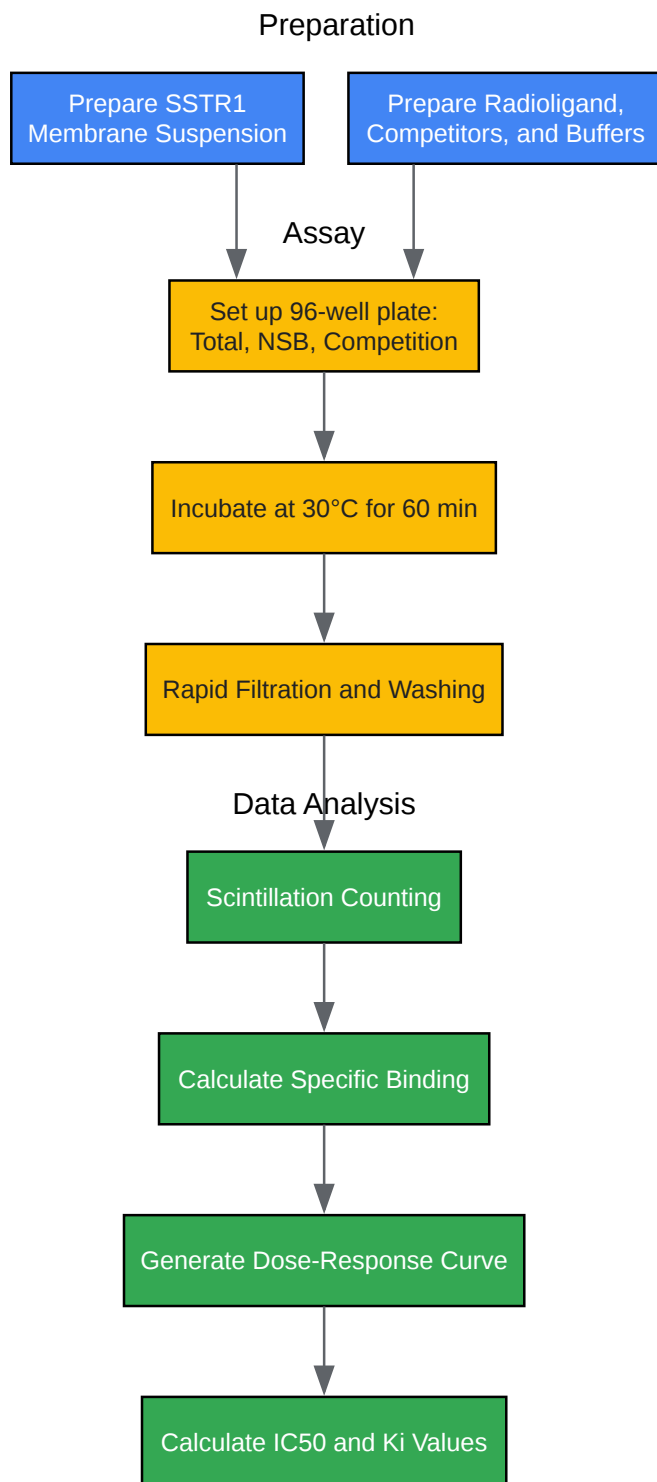 Preparation
Prepare SSTR1
Membrane Suspension
Prepare Radioligand,
Competitors, and Buffers
Assay
Set up 96-well plate:
Total, NSB, Competition
Incubate at 30°C for 60 min
Rapid Filtration and Washing
Data Analysis
Scintillation Counting
Calculate Specific Binding
Generate Dose-Response Curve
Calculate IC50 and Ki Values